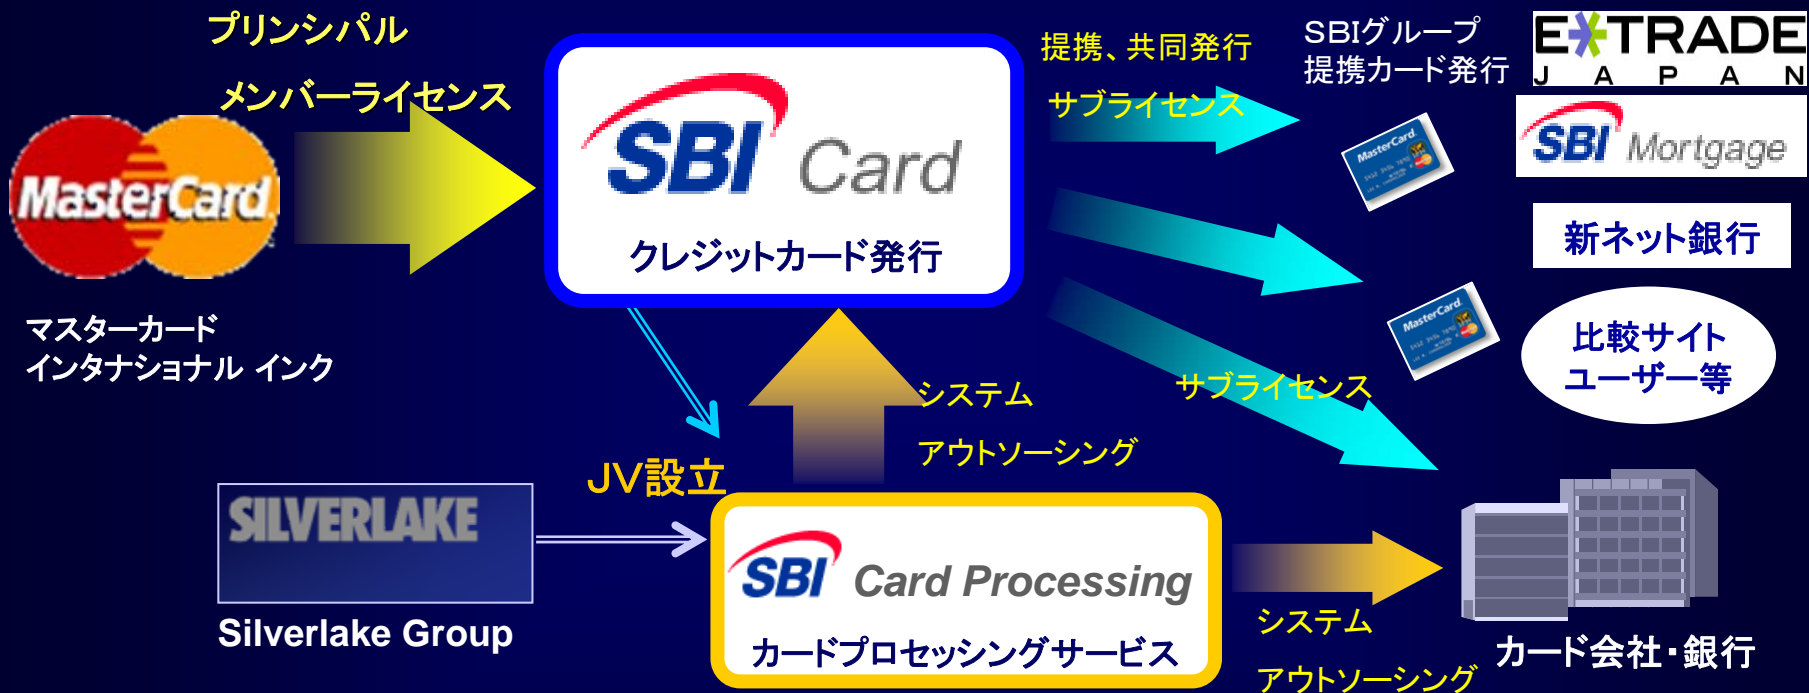 プリンシパル
メンバーライセンス
MasterCard
マスターカード
インタナショナル インク
SBI Card
クレジットカード発行
提携、共同発行
サブライセンス
SBIグループ
提携カード発行
E*TRADE
JAPAN
SBI Mortgage
MasterCard
新ネット銀行
MasterCard
比較サイト
ユーザー等
サブライセンス
システム
アウトソーシング
JV設立
SILVERLAKE
Silverlake Group
SBI Card Processing
カードプロセッシングサービス
システム
アウトソーシング
カード会社・銀行